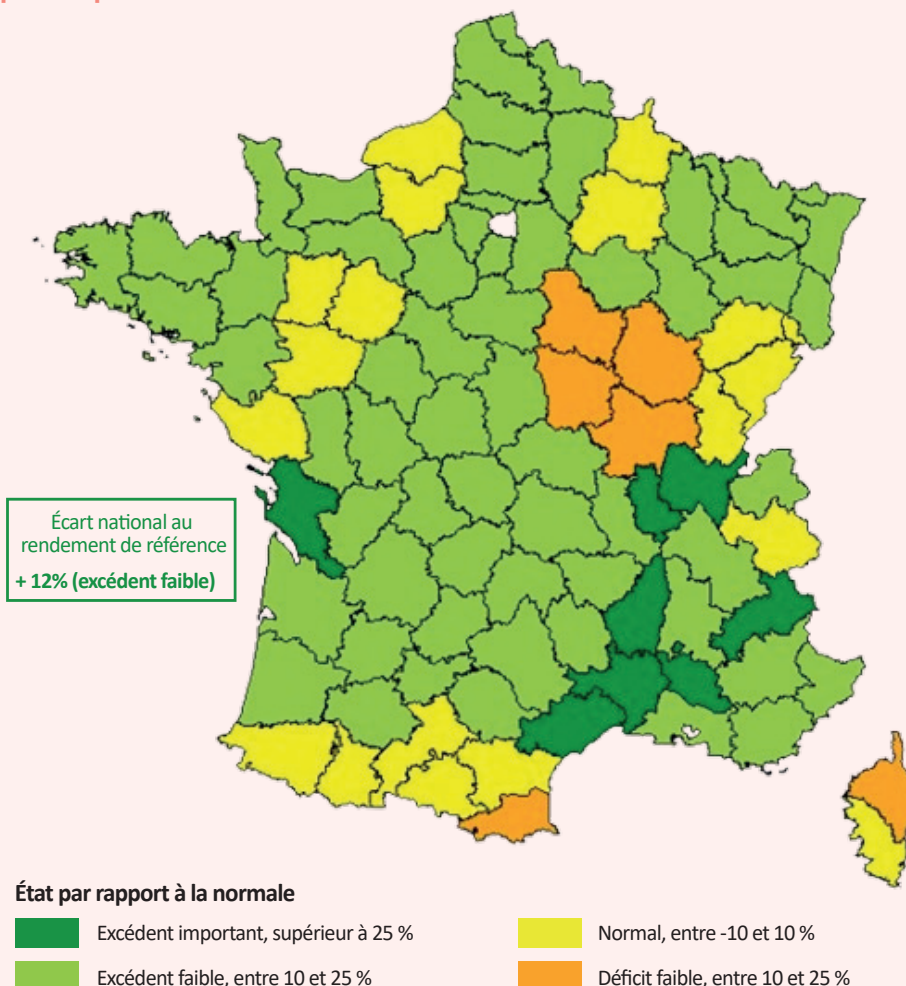 Écart national au
rendement de référence
+ 12% (excédent faible)
État par rapport à la normale
Excédent important, supérieur à 25 %
Normal, entre -10 et 10 %
Excédent faible, entre 10 et 25 %
Déficit faible, entre 10 et 25 %